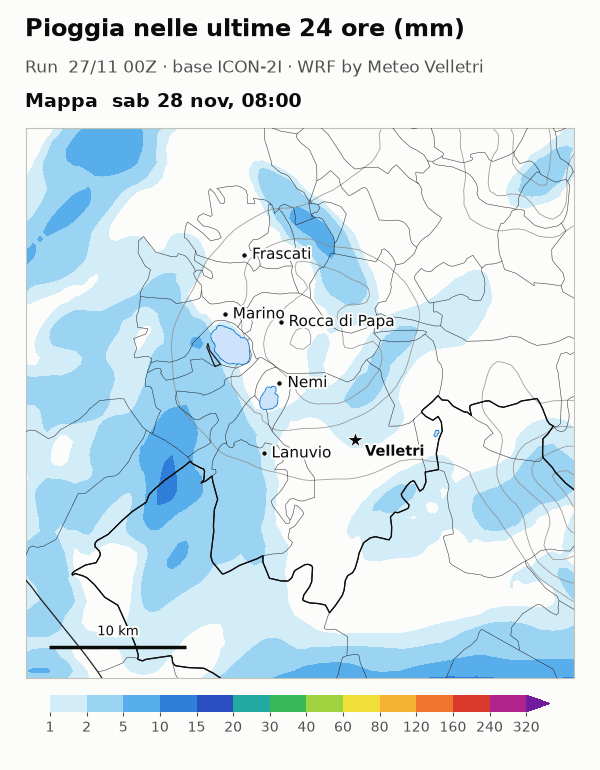 Pioggia nelle ultime 24 ore (mm)
Run 27/11 00Z · base ICON-2I · WRF by Meteo Velletri
Mappa sab 28 nov, 08:00
Frascati
Marino
Rocca di Papa
Nemi
Velletri
Lanuvio
10 km
1 2 5 10 15 20 30 40 60 80 120 160 240 320